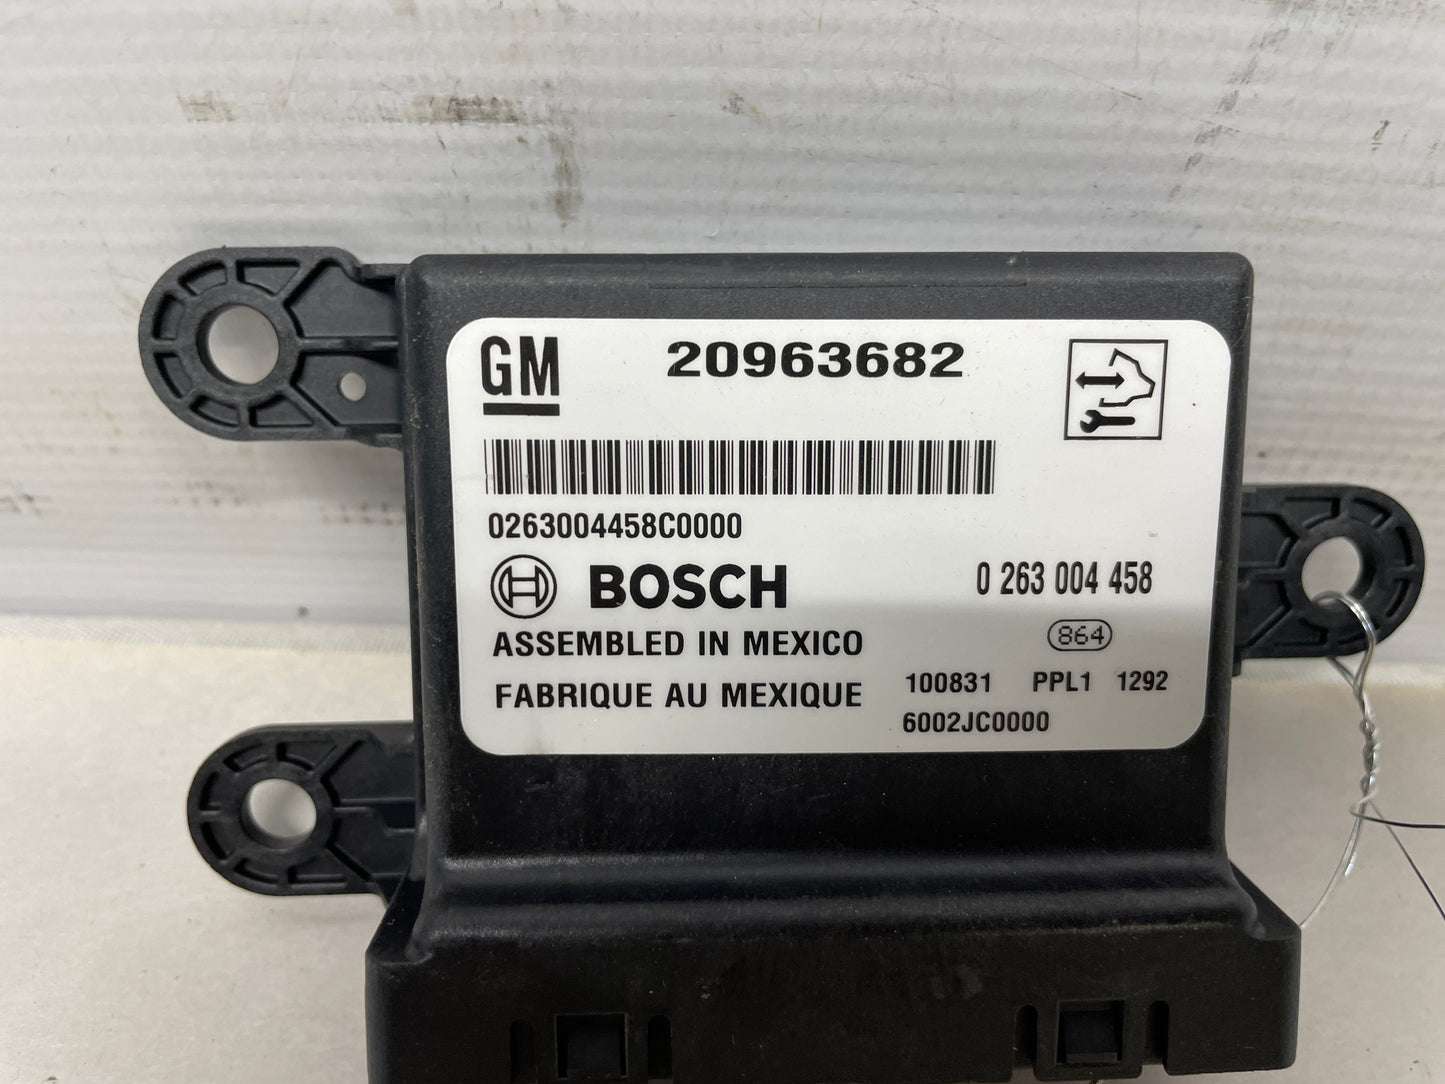 GM 20963682
0263004458C0000
BOSCH 0 263 004 458
ASSEMBLED IN MEXICO 864
FABRIQUE AU MEXIQUE 100831 PPL1 1292
6002JC0000